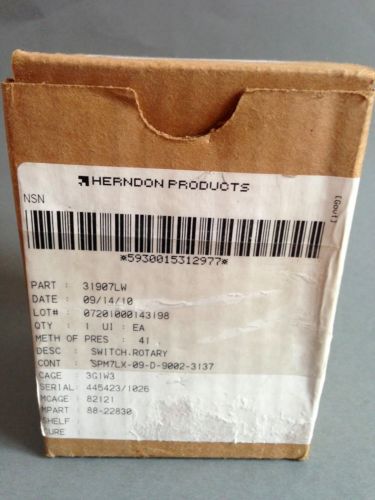 HERNDON PRODUCTS
NSN
[Govt]
*5930015312977*
PART : 31907LW
DATE : 09/14/10
LOT# : 07201000143198
QTY : 1 UI: EA
METH OF PRES : 41
DESC : SWITCH.ROTARY
CONT : SPM7LX-09-D-9002-3137
CAGE : 3G1W3
SERIAL: 445423/1026
MCAGE : 82121
MPART : 88-22830
SHELF
CURE